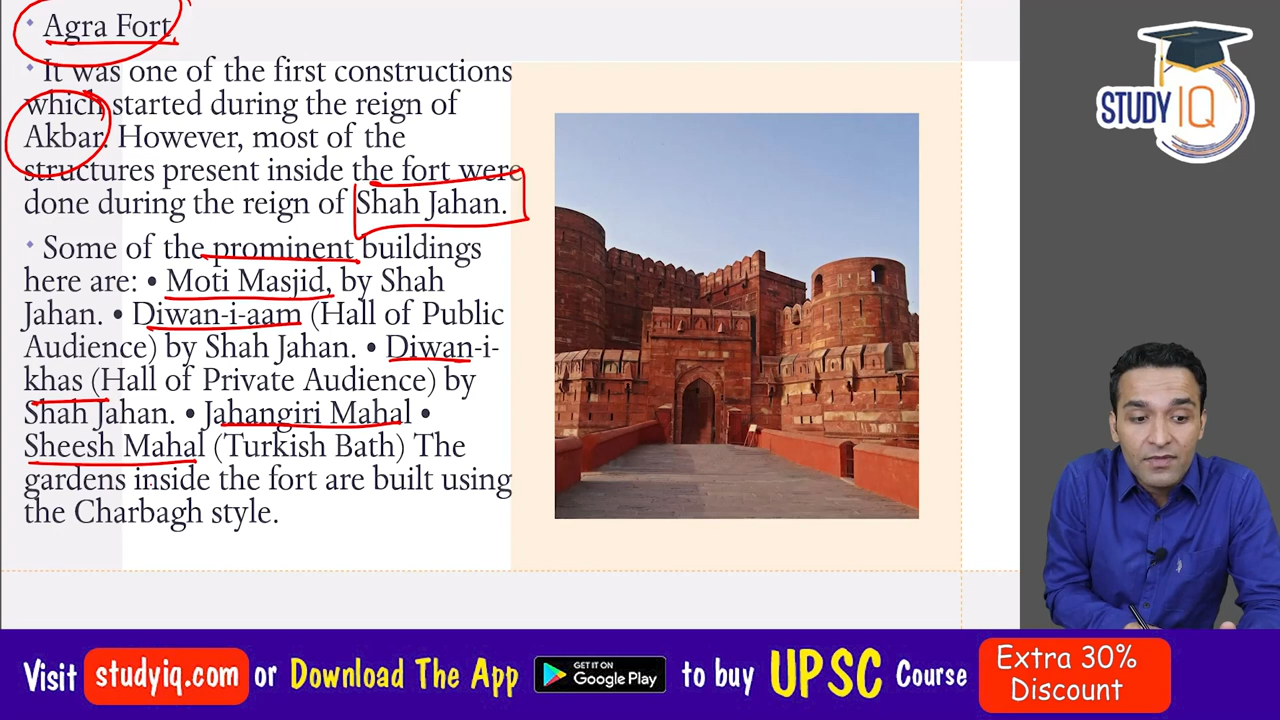 • Agra Fort
• It was one of the first constructions
which started during the reign of
Akbar. However, most of the
structures present inside the fort were
done during the reign of Shah Jahan.
• Some of the prominent buildings
here are: • Moti Masjid, by Shah
Jahan. • Diwan-i-aam (Hall of Public
Audience) by Shah Jahan. • Diwan-i-
khas (Hall of Private Audience) by
Shah Jahan. • Jahangiri Mahal •
Sheesh Mahal (Turkish Bath) The
gardens inside the fort are built using
the Charbagh style.
STUDY IQ
Visit studyiq.com or Download The App GET IT ON Google Play to buy UPSC Course
Extra 30%
Discount